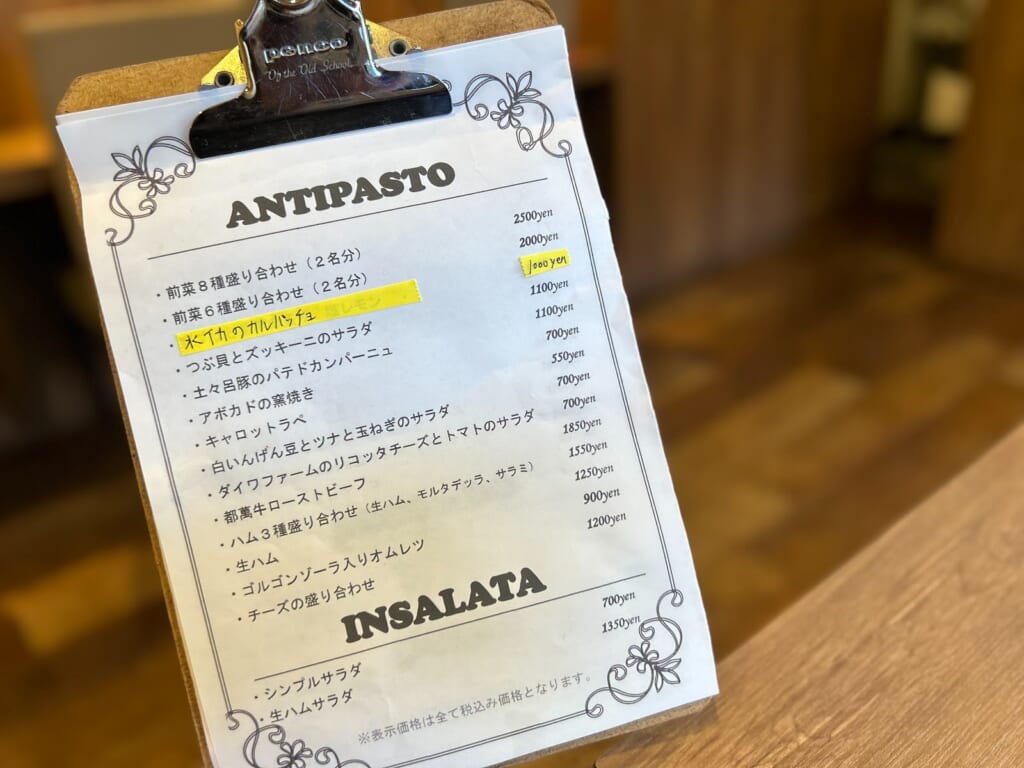 penco
"Up the Old School"
ANTIPASTO
・前菜８種盛り合わせ（２名分） 2500yen
・前菜６種盛り合わせ（２名分） 2000yen
・水イカのカルパッチョ 1000yen
・つぶ貝とズッキーニのサラダ 1100yen
・土々呂豚のパテドカンパーニュ 1100yen
・アボカドの窯焼き 700yen
・キャロットラペ 550yen
・白いんげん豆とツナと玉ねぎのサラダ 700yen
・ダイワファームのリコッタチーズとトマトのサラダ 700yen
・都萬牛ローストビーフ 1850yen
・ハム３種盛り合わせ（生ハム、モルタデッラ、サラミ） 1550yen
・生ハム 1250yen
・ゴルゴンゾーラ入りオムレツ 900yen
・チーズの盛り合わせ 1200yen
INSALATA
・シンプルサラダ 700yen
・生ハムサラダ 1350yen
※表示価格は全て税込み価格となります。